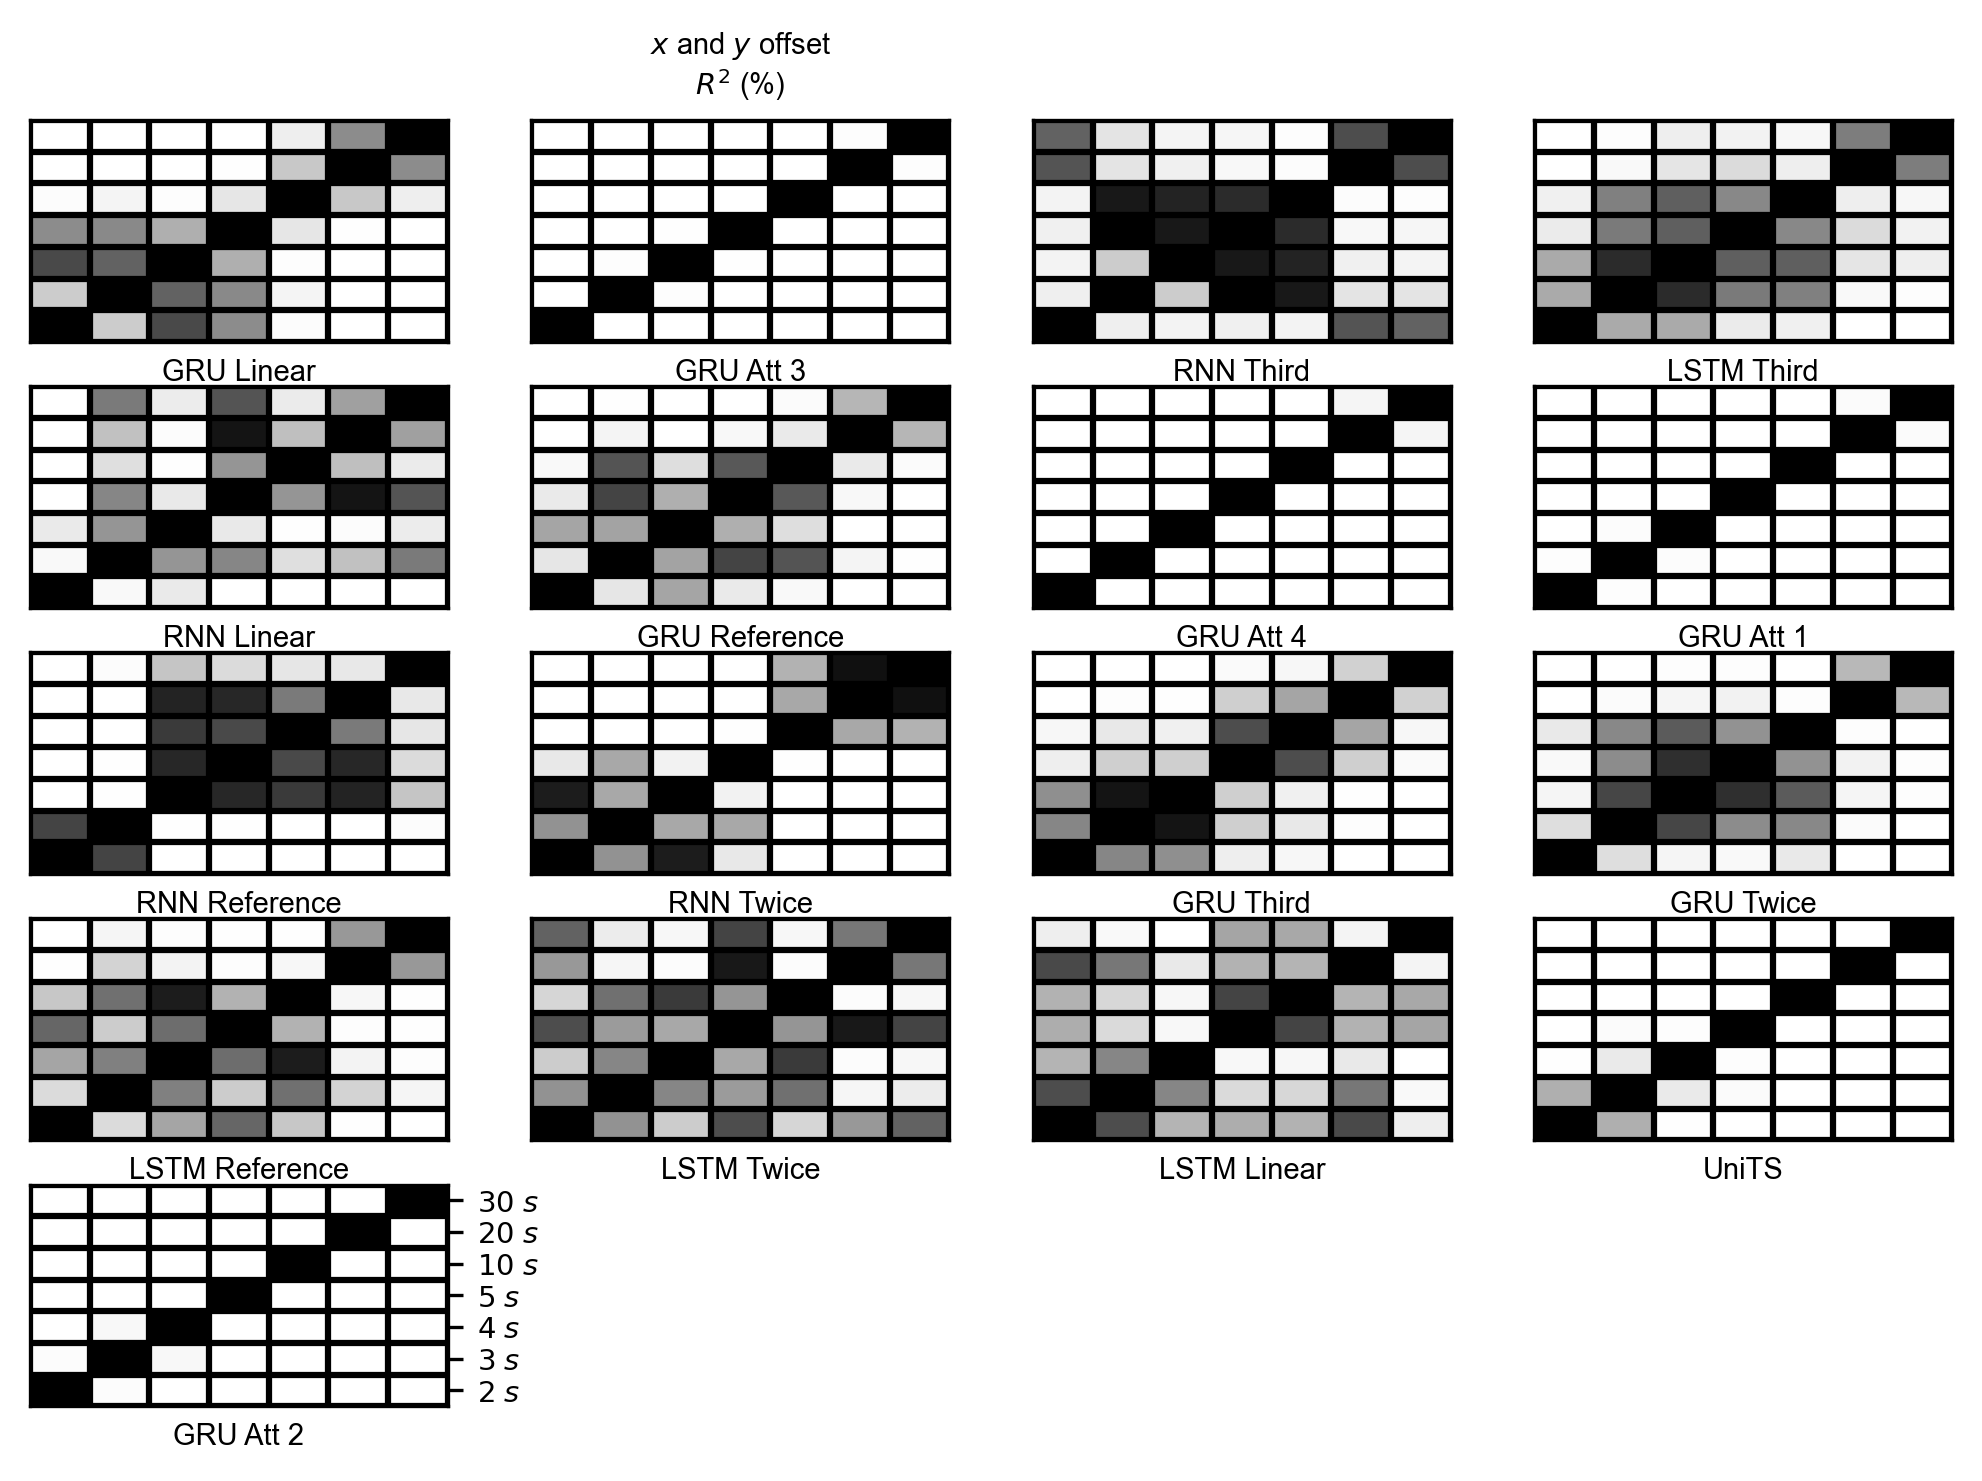 x and y offset
R² (%)
GRU Linear
GRU Att 3
RNN Third
LSTM Third
RNN Linear
GRU Reference
GRU Att 4
GRU Att 1
RNN Reference
RNN Twice
GRU Third
GRU Twice
LSTM Reference
LSTM Twice
LSTM Linear
UniTS
30 s
20 s
10 s
5 s
4 s
3 s
2 s
GRU Att 2